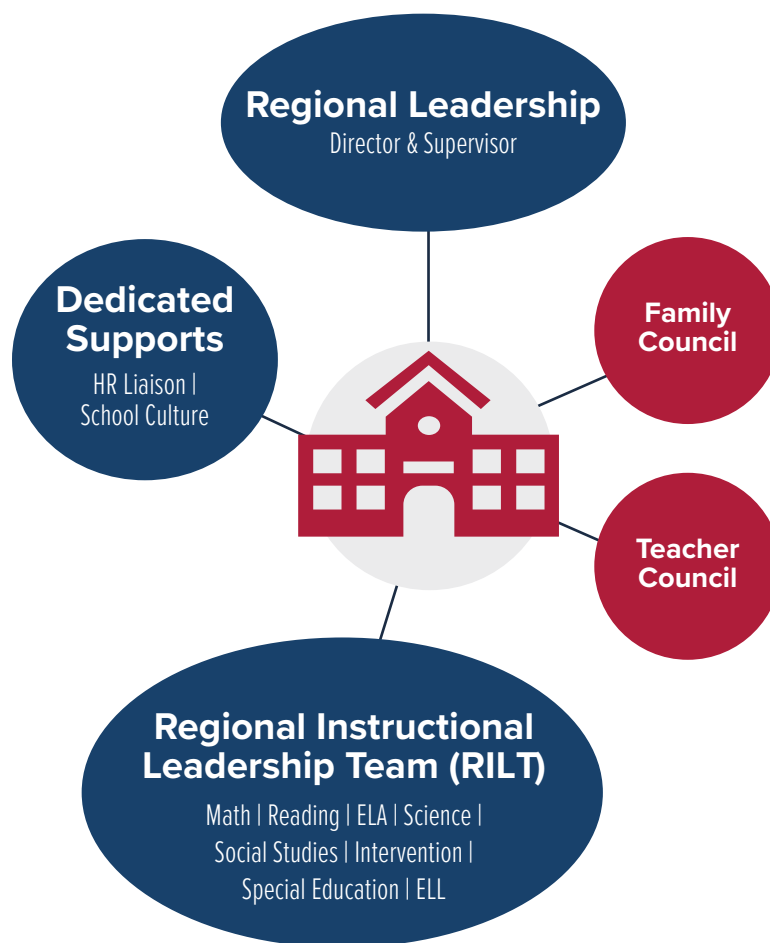 Regional Leadership
Director & Supervisor
Dedicated
Supports
HR Liaison |
School Culture
Family
Council
Teacher
Council
Regional Instructional
Leadership Team (RILT)
Math | Reading | ELA | Science |
Social Studies | Intervention |
Special Education | ELL